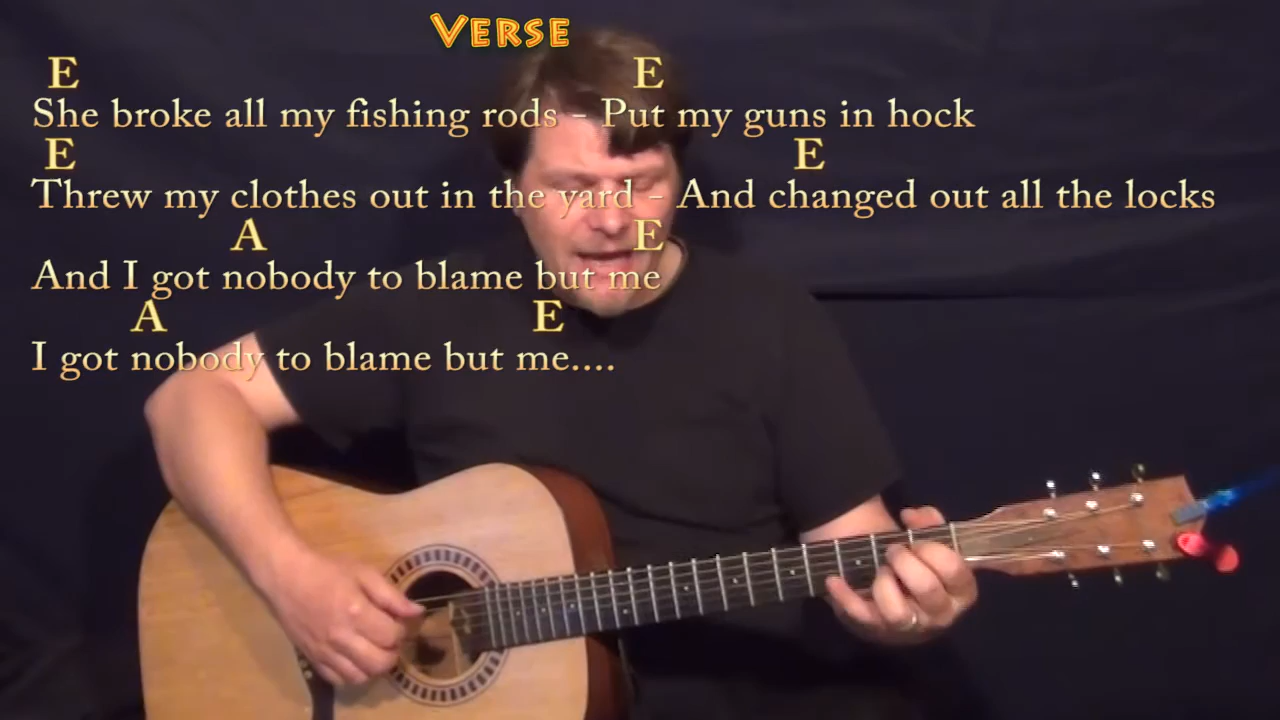 VERSE
E E
She broke all my fishing rods - Put my guns in hock
E E
Threw my clothes out in the yard - And changed out all the locks
A E
And I got nobody to blame but me
A E
I got nobody to blame but me....